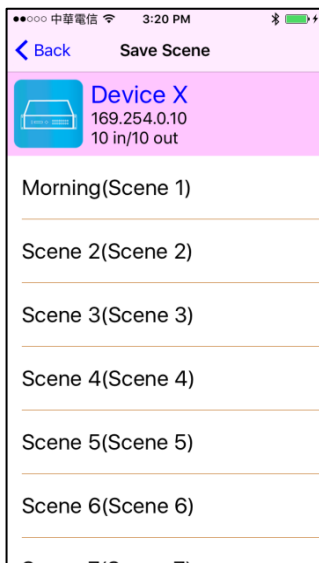 中華電信 3:20 PM
Back Save Scene
Device X
169.254.0.10
10 in/10 out
Morning(Scene 1)
Scene 2(Scene 2)
Scene 3(Scene 3)
Scene 4(Scene 4)
Scene 5(Scene 5)
Scene 6(Scene 6)